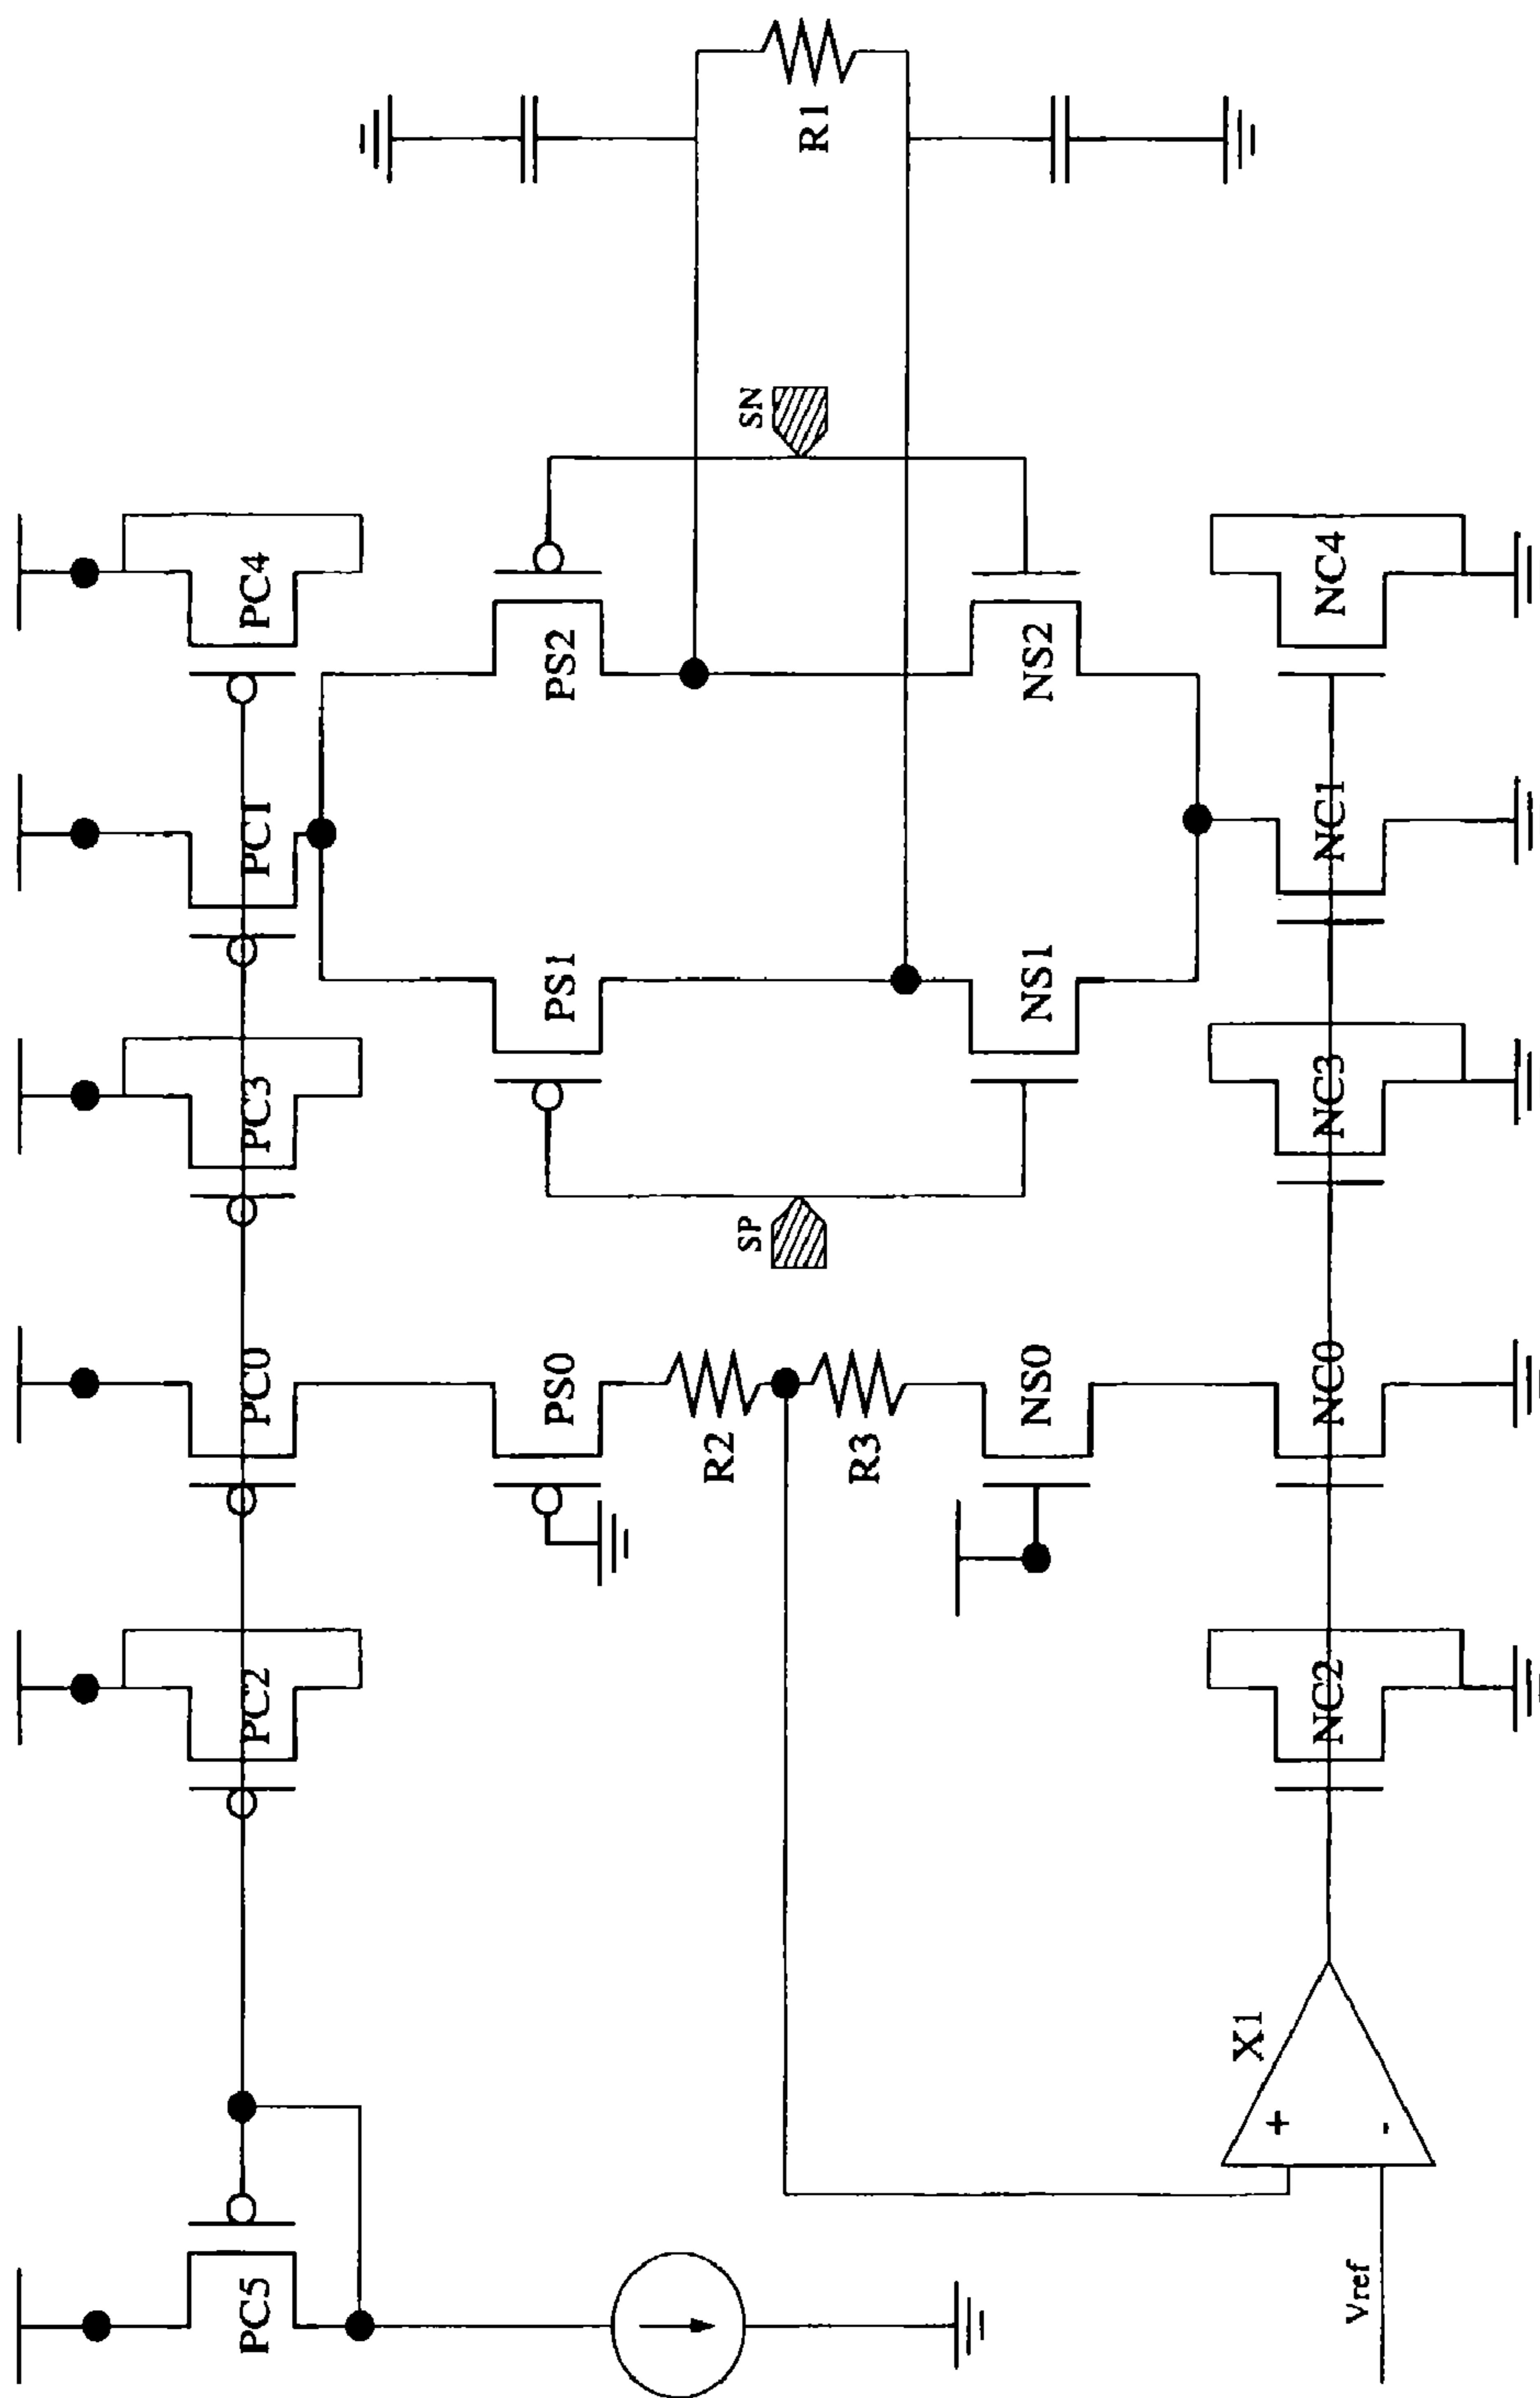 PC5
PC2
PC0
PC3
PC1
PC4
PS0
PS1
PS2
R2
R3
SP
SN
R1
NS0
NS1
NS2
X1
+
-
Vref
NC2
NC0
NC3
NC1
NC4